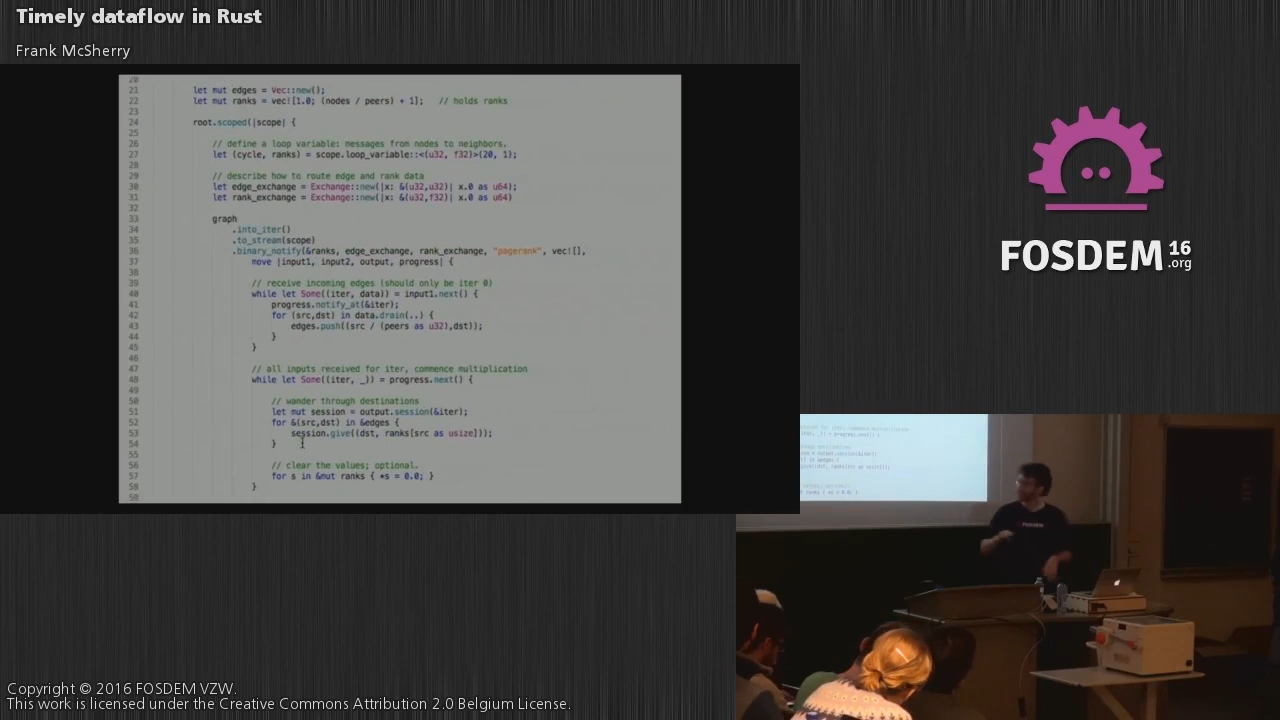 Timely dataflow in Rust
Frank McSherry
20
21 let mut edges = Vec::new();
22 let mut ranks = vec![1.0; (nodes / peers) + 1]; // holds ranks
23
24 root.scoped(|scope| {
25
26 // define a loop variable: messages from nodes to neighbors.
27 let (cycle, ranks) = scope.loop_variable::<(u32, f32)>(20, 1);
28
29 // describe how to route edge and rank data
30 let edge_exchange = Exchange::new(|x: &(u32,u32)| x.0 as u64);
31 let rank_exchange = Exchange::new(|x: &(u32,f32)| x.0 as u64)
32
33 graph
34 .into_iter()
35 .to_stream(scope)
36 .binary_notify(&ranks, edge_exchange, rank_exchange, "pagerank", vec![],
37 move |input1, input2, output, progress| {
38
39 // receive incoming edges (should only be iter 0)
40 while let Some((iter, data)) = input1.next() {
41 progress.notify_at(&iter);
42 for (src,dst) in data.drain(..) {
43 edges.push((src / (peers as u32),dst));
44 }
45 }
46
47 // all inputs received for iter, commence multiplication
48 while let Some((iter, _)) = progress.next() {
49
50 // wander through destinations
51 let mut session = output.session(&iter);
52 for &(src,dst) in &edges {
53 session.give((dst, ranks[src as usize]));
54 }
55
56 // clear the values; optional.
57 for s in &mut ranks { *s = 0.0; }
58 }
59
FOSDEM 16
.org
Copyright © 2016 FOSDEM VZW.
This work is licensed under the Creative Commons Attribution 2.0 Belgium License.